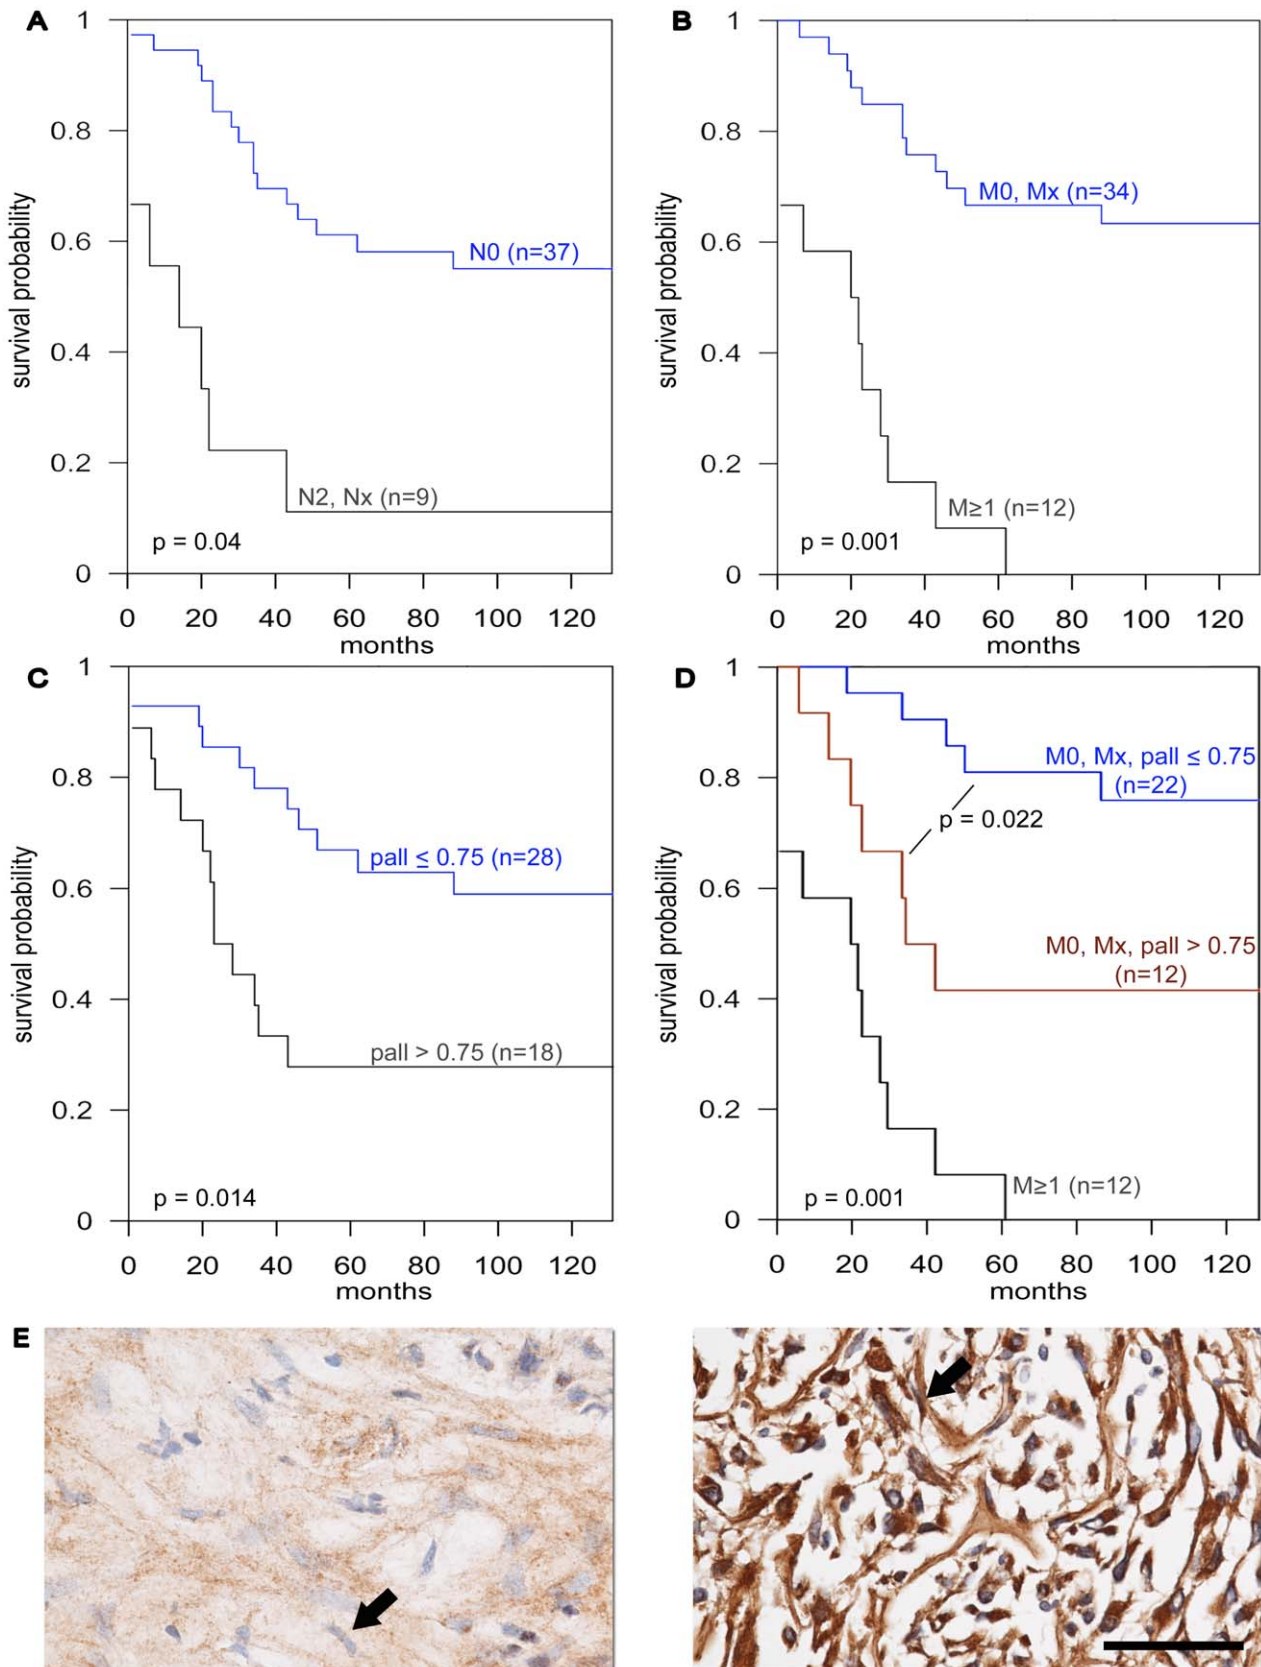 A
survival probability
1
0.8
0.6
0.4
0.2
0
N0 (n=37)
N2, Nx (n=9)
p = 0.04
0 20 40 60 80 100 120
months
B
survival probability
1
0.8
0.6
0.4
0.2
0
M0, Mx (n=34)
M≥1 (n=12)
p = 0.001
0 20 40 60 80 100 120
months
C
survival probability
1
0.8
0.6
0.4
0.2
0
pall ≤ 0.75 (n=28)
pall > 0.75 (n=18)
p = 0.014
0 20 40 60 80 100 120
months
D
survival probability
1
0.8
0.6
0.4
0.2
0
M0, Mx, pall ≤ 0.75
(n=22)
p = 0.022
M0, Mx, pall > 0.75
(n=12)
M≥1 (n=12)
p = 0.001
0 20 40 60 80 100 120
months
E